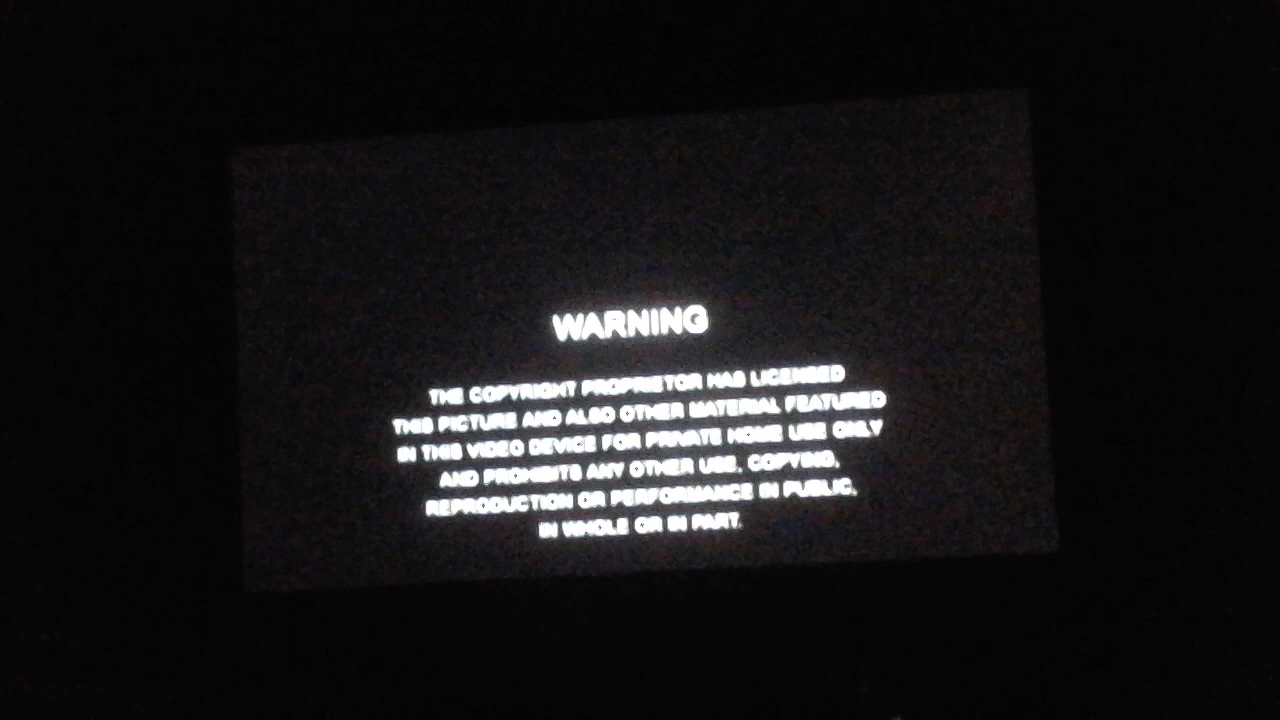 WARNING
THE COPYRIGHT PROPRIETOR HAS LICENSED
THIS PICTURE AND ALSO OTHER MATERIAL FEATURED
IN THIS VIDEO DEVICE FOR PRIVATE HOME USE ONLY
AND PROHIBITS ANY OTHER USE, COPYING,
REPRODUCTION OR PERFORMANCE IN PUBLIC,
IN WHOLE OR IN PART.